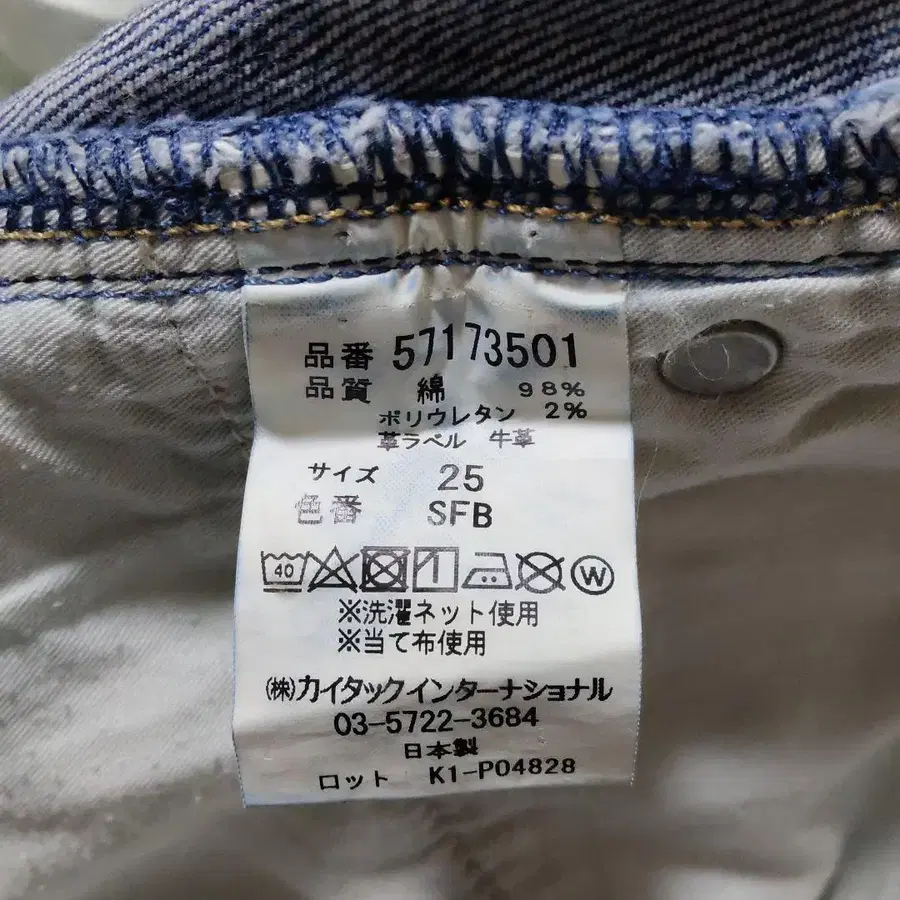 品番 57173501
品質 綿 98%
ポリウレタン 2%
革ラベル 牛革
サイズ 25
色番 SFB
40 W
※洗濯ネット使用
※当て布使用
㈱カイタックインターナショナル
03-5722-3684
日本製
ロット K1-P04828